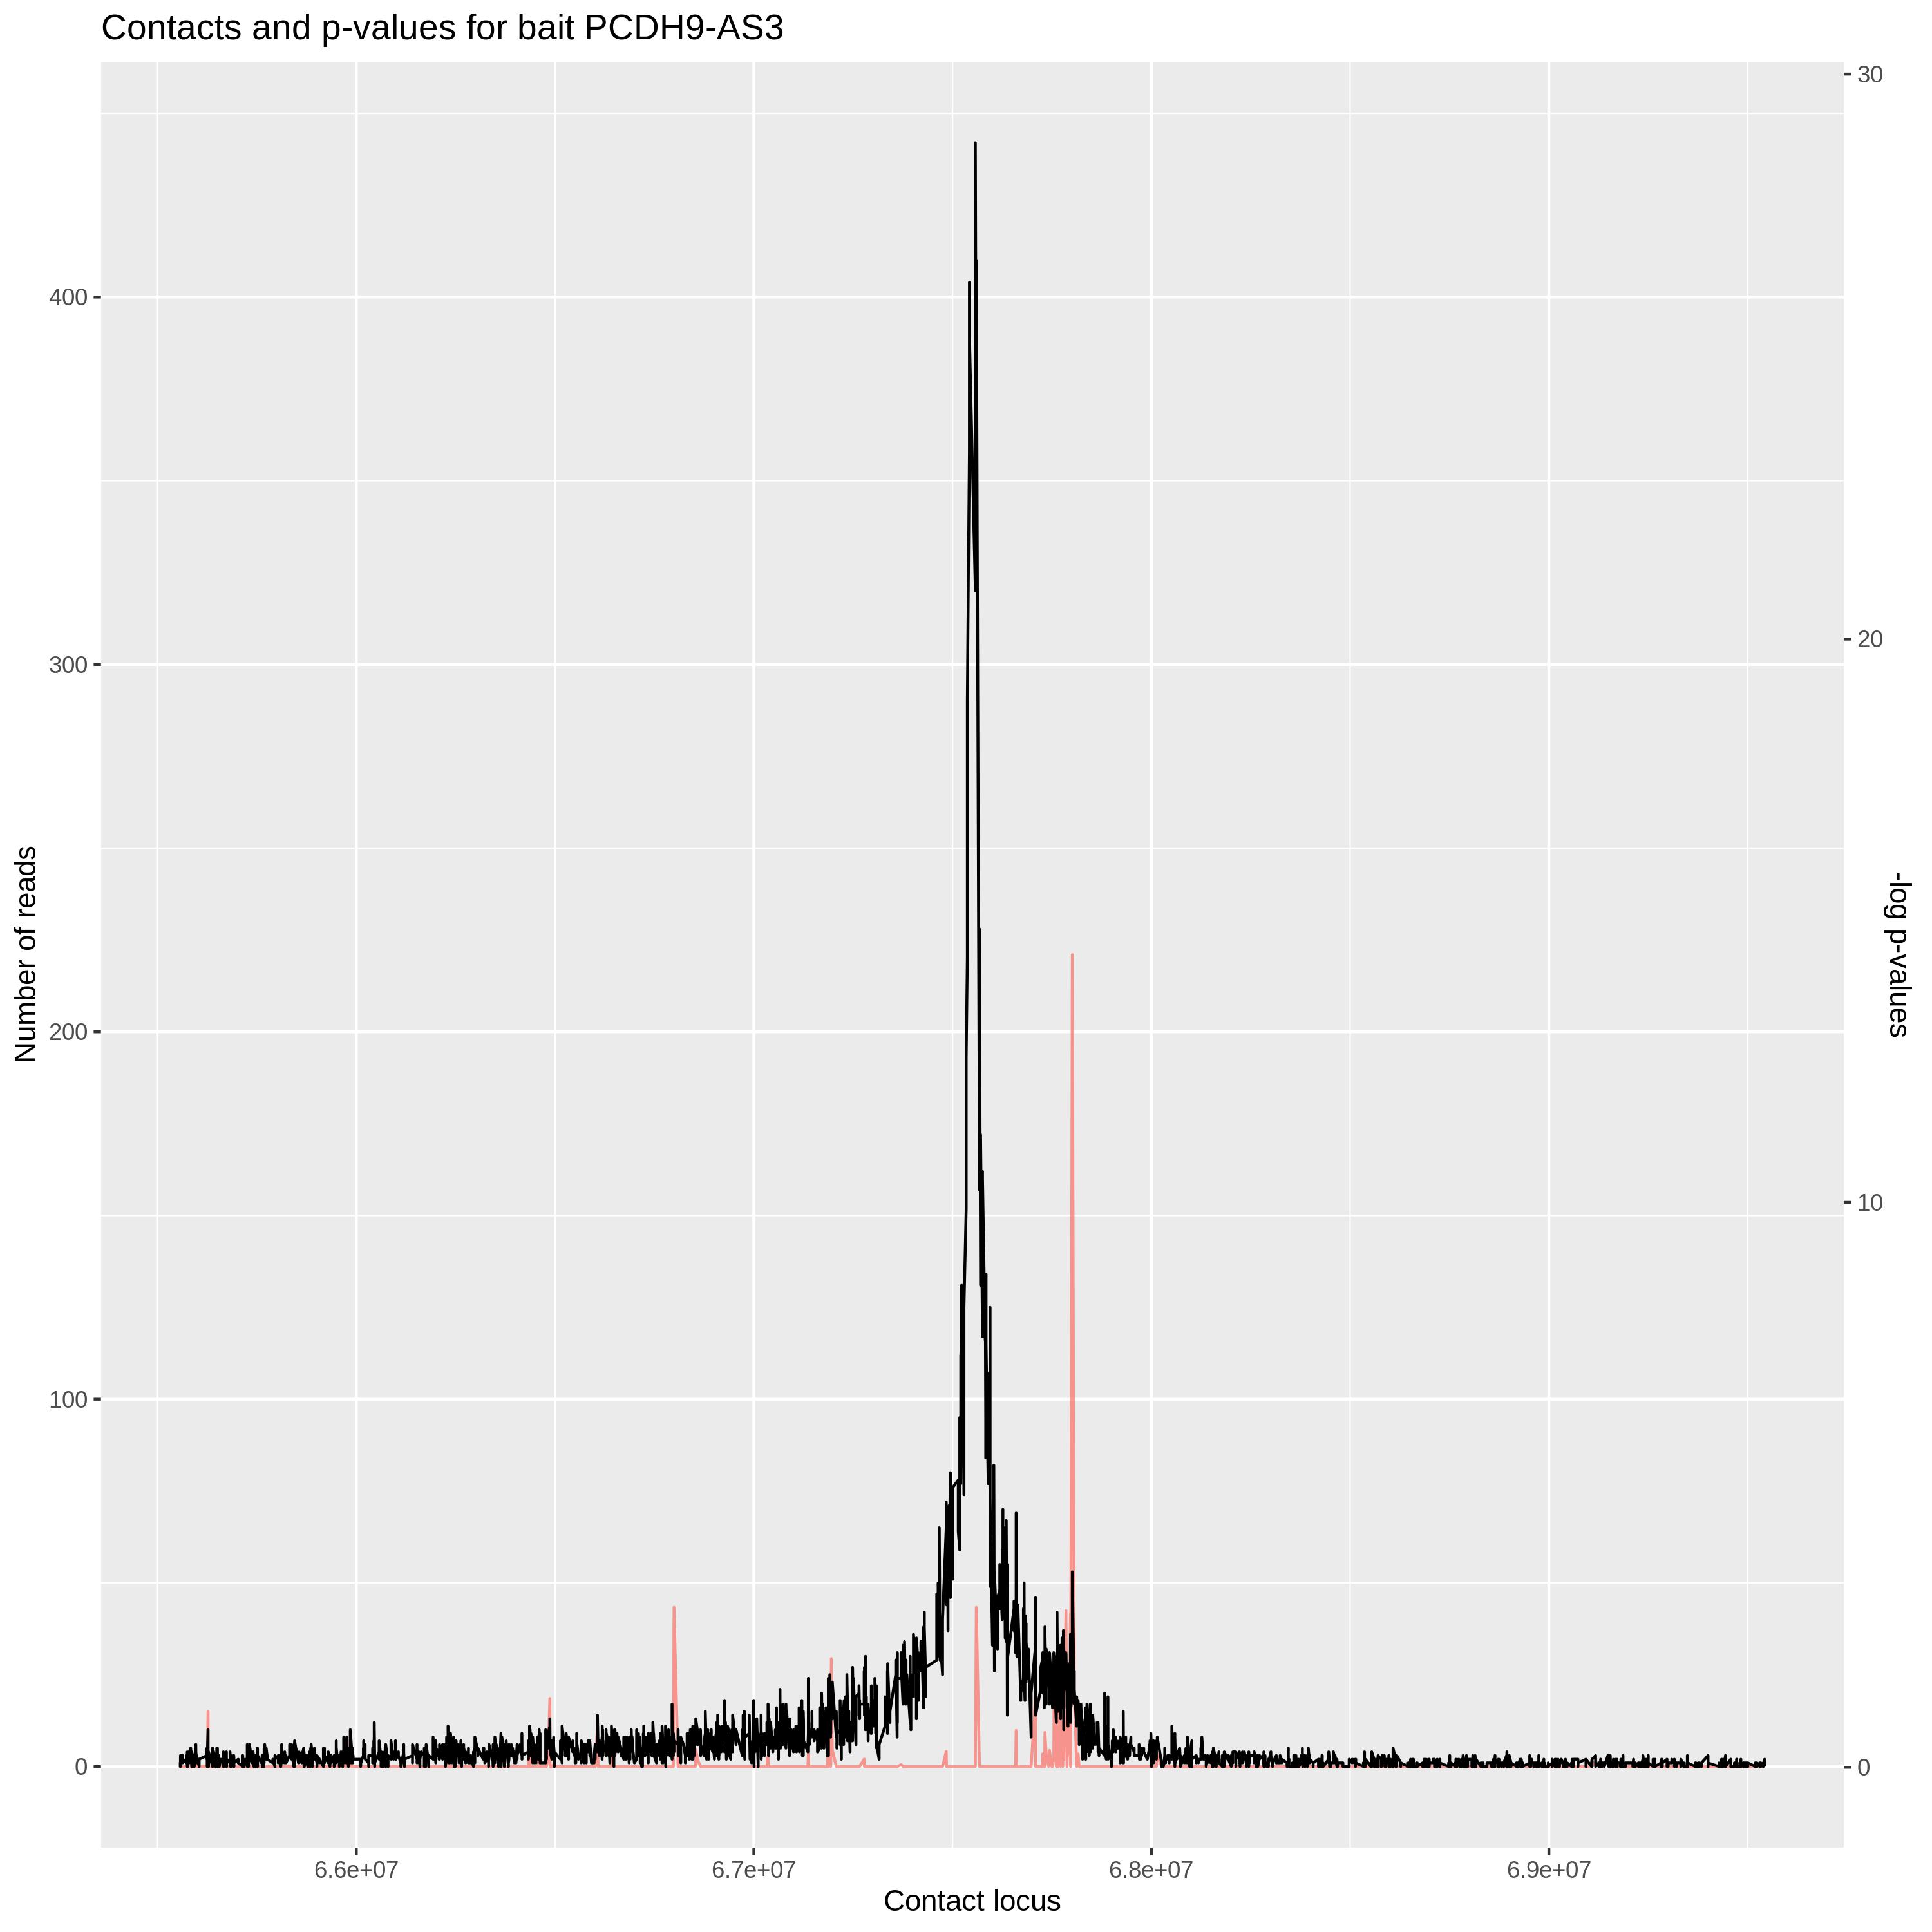 Contacts and p-values for bait PCDH9-AS3
400
300
200
100
0
Number of reads
30
20
10
0
-log p-values
6.6e+07
6.7e+07
6.8e+07
6.9e+07
Contact locus